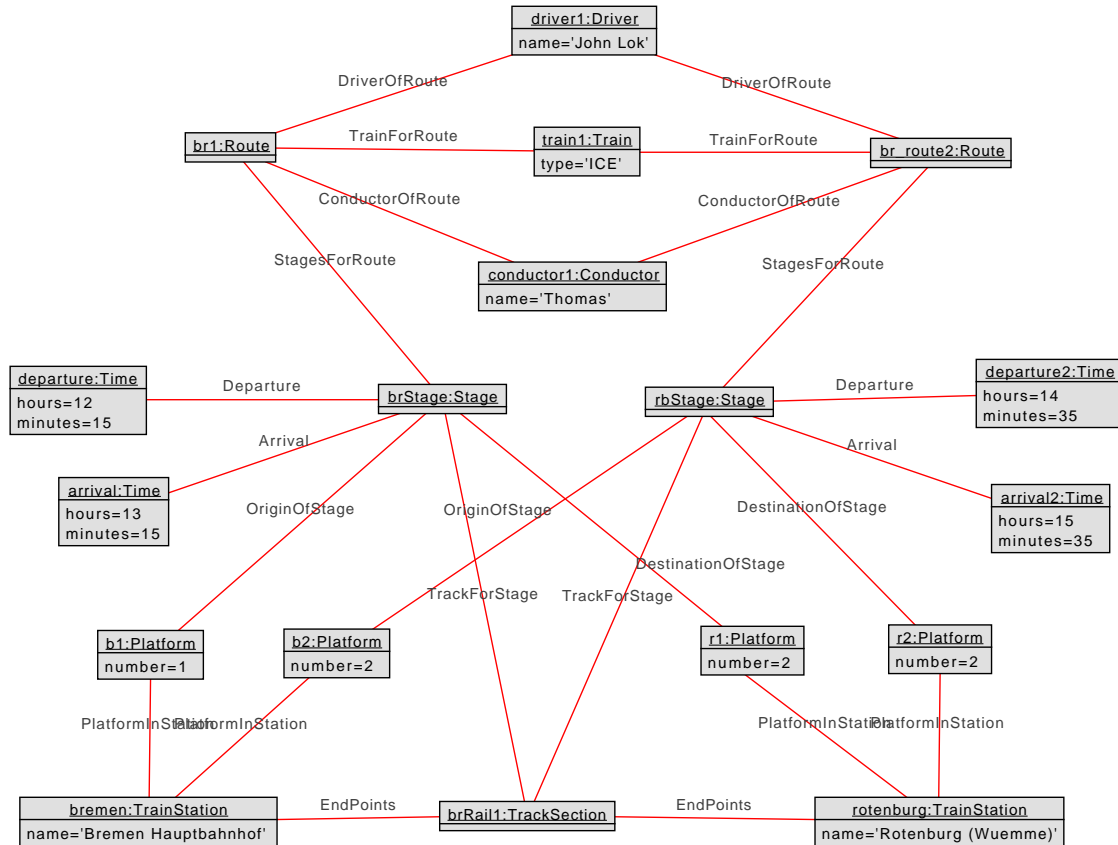 driver1:Driver
name='John Lok'
DriverOfRoute
DriverOfRoute
br1:Route
TrainForRoute
train1:Train
type='ICE'
TrainForRoute
br_route2:Route
ConductorOfRoute
ConductorOfRoute
StagesForRoute
conductor1:Conductor
name='Thomas'
StagesForRoute
departure:Time
hours=12
minutes=15
Departure
brStage:Stage
rbStage:Stage
Departure
departure2:Time
hours=14
minutes=35
Arrival
Arrival
arrival:Time
hours=13
minutes=15
OriginOfStage
OriginOfStage
DestinationOfStage
arrival2:Time
hours=15
minutes=35
DestinationOfStage
TrackForStage
TrackForStage
b1:Platform
number=1
b2:Platform
number=2
r1:Platform
number=2
r2:Platform
number=2
PlatformInStation
PlatformInStation
PlatformInStation
PlatformInStation
bremen:TrainStation
name='Bremen Hauptbahnhof'
EndPoints
brRail1:TrackSection
EndPoints
rotenburg:TrainStation
name='Rotenburg (Wuemme)'